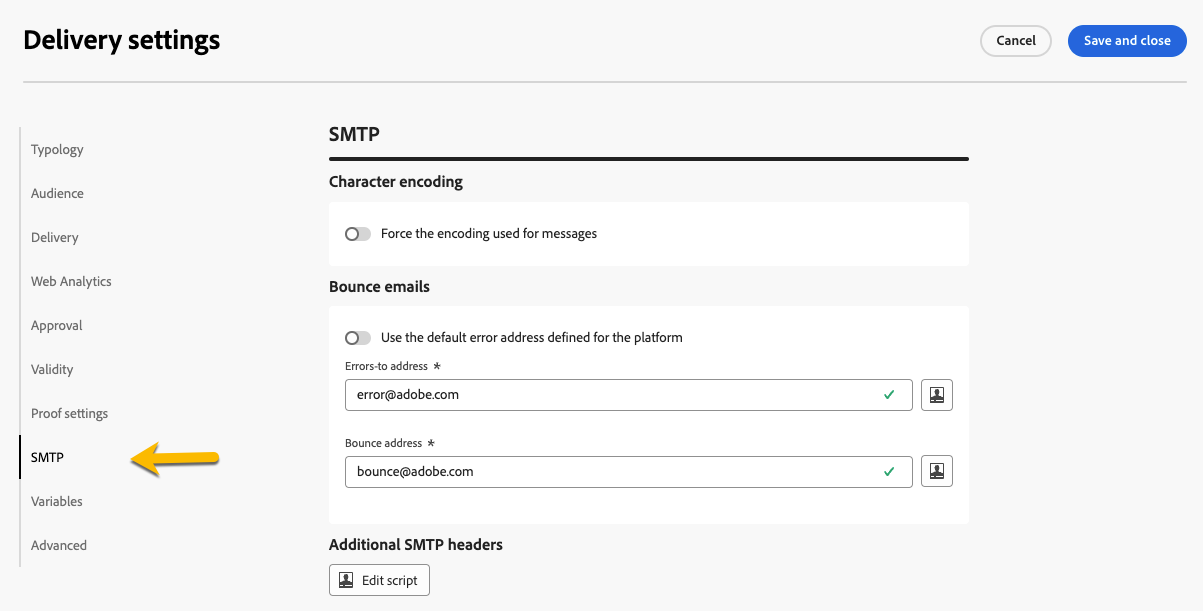 Delivery settings
Cancel
Save and close
Typology
Audience
Delivery
Web Analytics
Approval
Validity
Proof settings
SMTP
Variables
Advanced
SMTP
Character encoding
Force the encoding used for messages
Bounce emails
Use the default error address defined for the platform
Errors-to address *
error@adobe.com
Bounce address *
bounce@adobe.com
Additional SMTP headers
Edit script